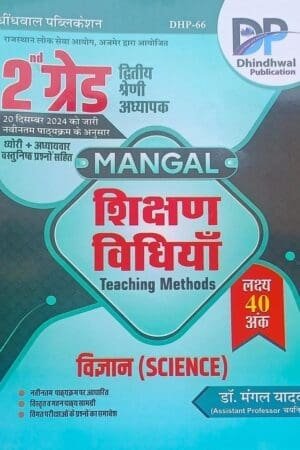 धींधवाल पब्लिकेशन
DHP-66
राजस्थान लोक सेवा आयोग, अजमेर द्वारा आयोजित
DP
Dhindhwal
Publication
2nd ग्रेड
द्वितीय
श्रेणी
अध्यापक
20 दिसम्बर 2024 को जारी
नवीनतम पाठ्यक्रम के अनुसार
थ्योरी + अध्यायवार
वस्तुनिष्ठ प्रश्नों सहित
MANGAL
शिक्षण
विधियाँ
Teaching Methods
लक्ष्य
40
अंक
विज्ञान (SCIENCE)
नवीनतम पाठ्यक्रम पर आधारित
विस्तृत व गहन पाठ्य सामग्री
विगत परीक्षाओं के प्रश्नों का समावेश
डॉ. मंगल यादव
(Assistant Professor